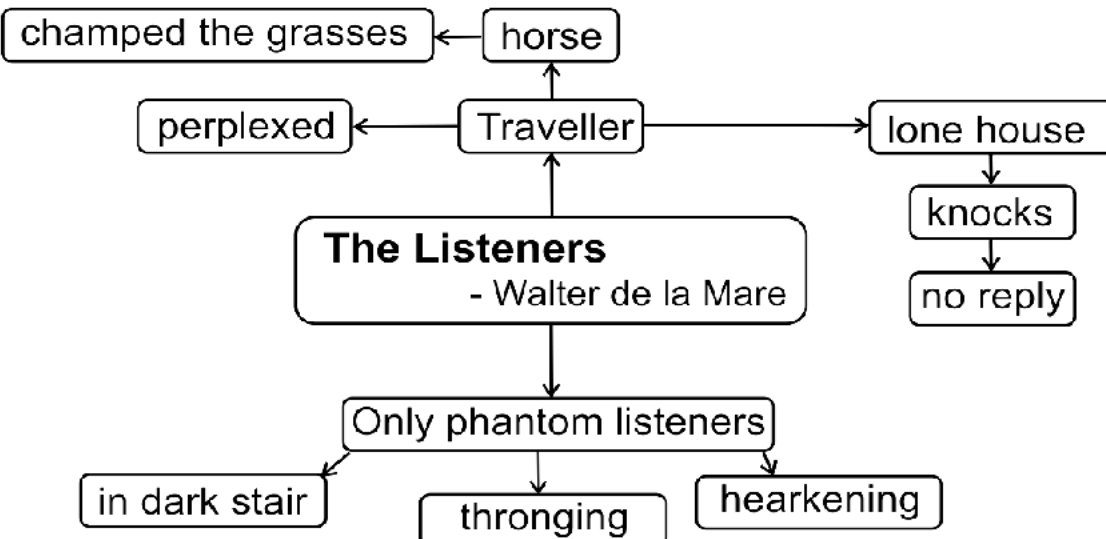 champed the grasses
horse
perplexed
Traveller
lone house
knocks
The Listeners
- Walter de la Mare
no reply
Only phantom listeners
in dark stair
thronging
hearkening